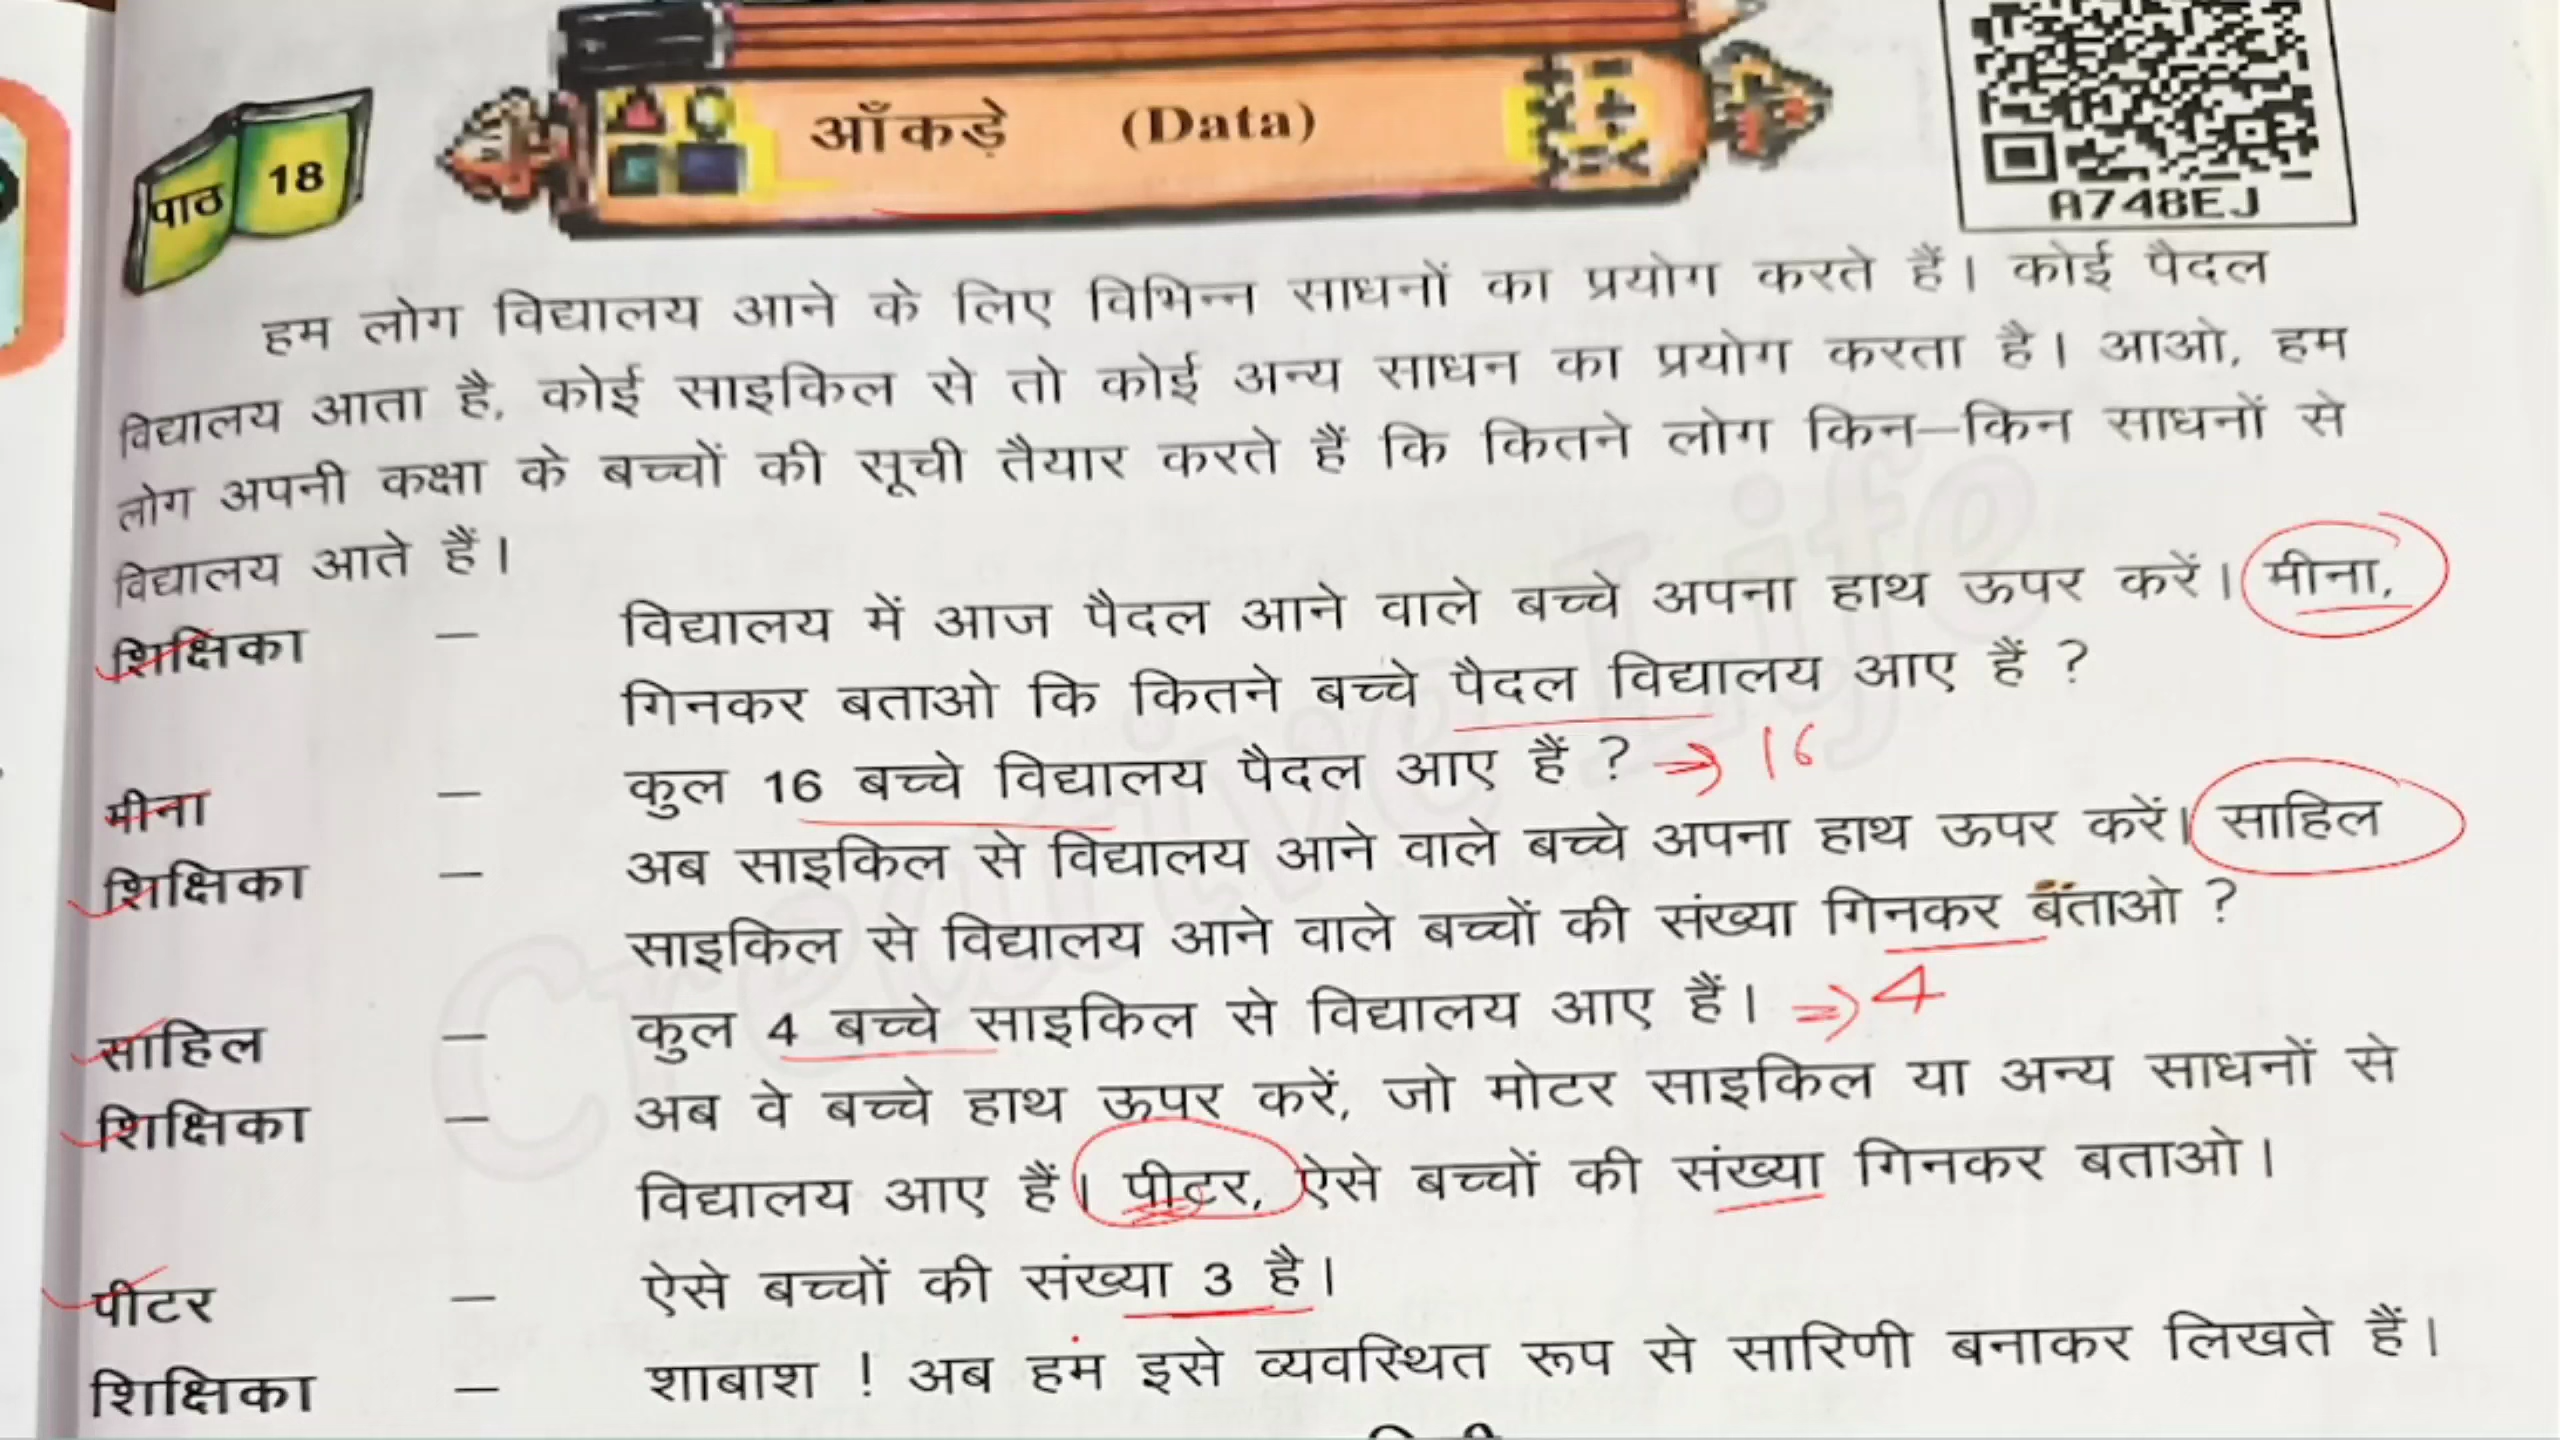 पाठ 18
आँकड़े (Data)
A748EJ
हम लोग विद्यालय आने के लिए विभिन्न साधनों का प्रयोग करते हैं। कोई पैदल
विद्यालय आता है, कोई साइकिल से तो कोई अन्य साधन का प्रयोग करता है। आओ, हम
लोग अपनी कक्षा के बच्चों की सूची तैयार करते हैं कि कितने लोग किन–किन साधनों से
विद्यालय आते हैं।
शिक्षिका – विद्यालय में आज पैदल आने वाले बच्चे अपना हाथ ऊपर करें। मीना,
गिनकर बताओ कि कितने बच्चे पैदल विद्यालय आए हैं ?
मीना – कुल 16 बच्चे विद्यालय पैदल आए हैं ? ⇒ 16
शिक्षिका – अब साइकिल से विद्यालय आने वाले बच्चे अपना हाथ ऊपर करें। साहिल
साइकिल से विद्यालय आने वाले बच्चों की संख्या गिनकर बताओ ?
साहिल – कुल 4 बच्चे साइकिल से विद्यालय आए हैं। ⇒ 4
शिक्षिका – अब वे बच्चे हाथ ऊपर करें, जो मोटर साइकिल या अन्य साधनों से
विद्यालय आए हैं। पीटर, ऐसे बच्चों की संख्या गिनकर बताओ।
पीटर – ऐसे बच्चों की संख्या 3 है।
शिक्षिका – शाबाश ! अब हम इसे व्यवस्थित रूप से सारिणी बनाकर लिखते हैं।
Creative Life